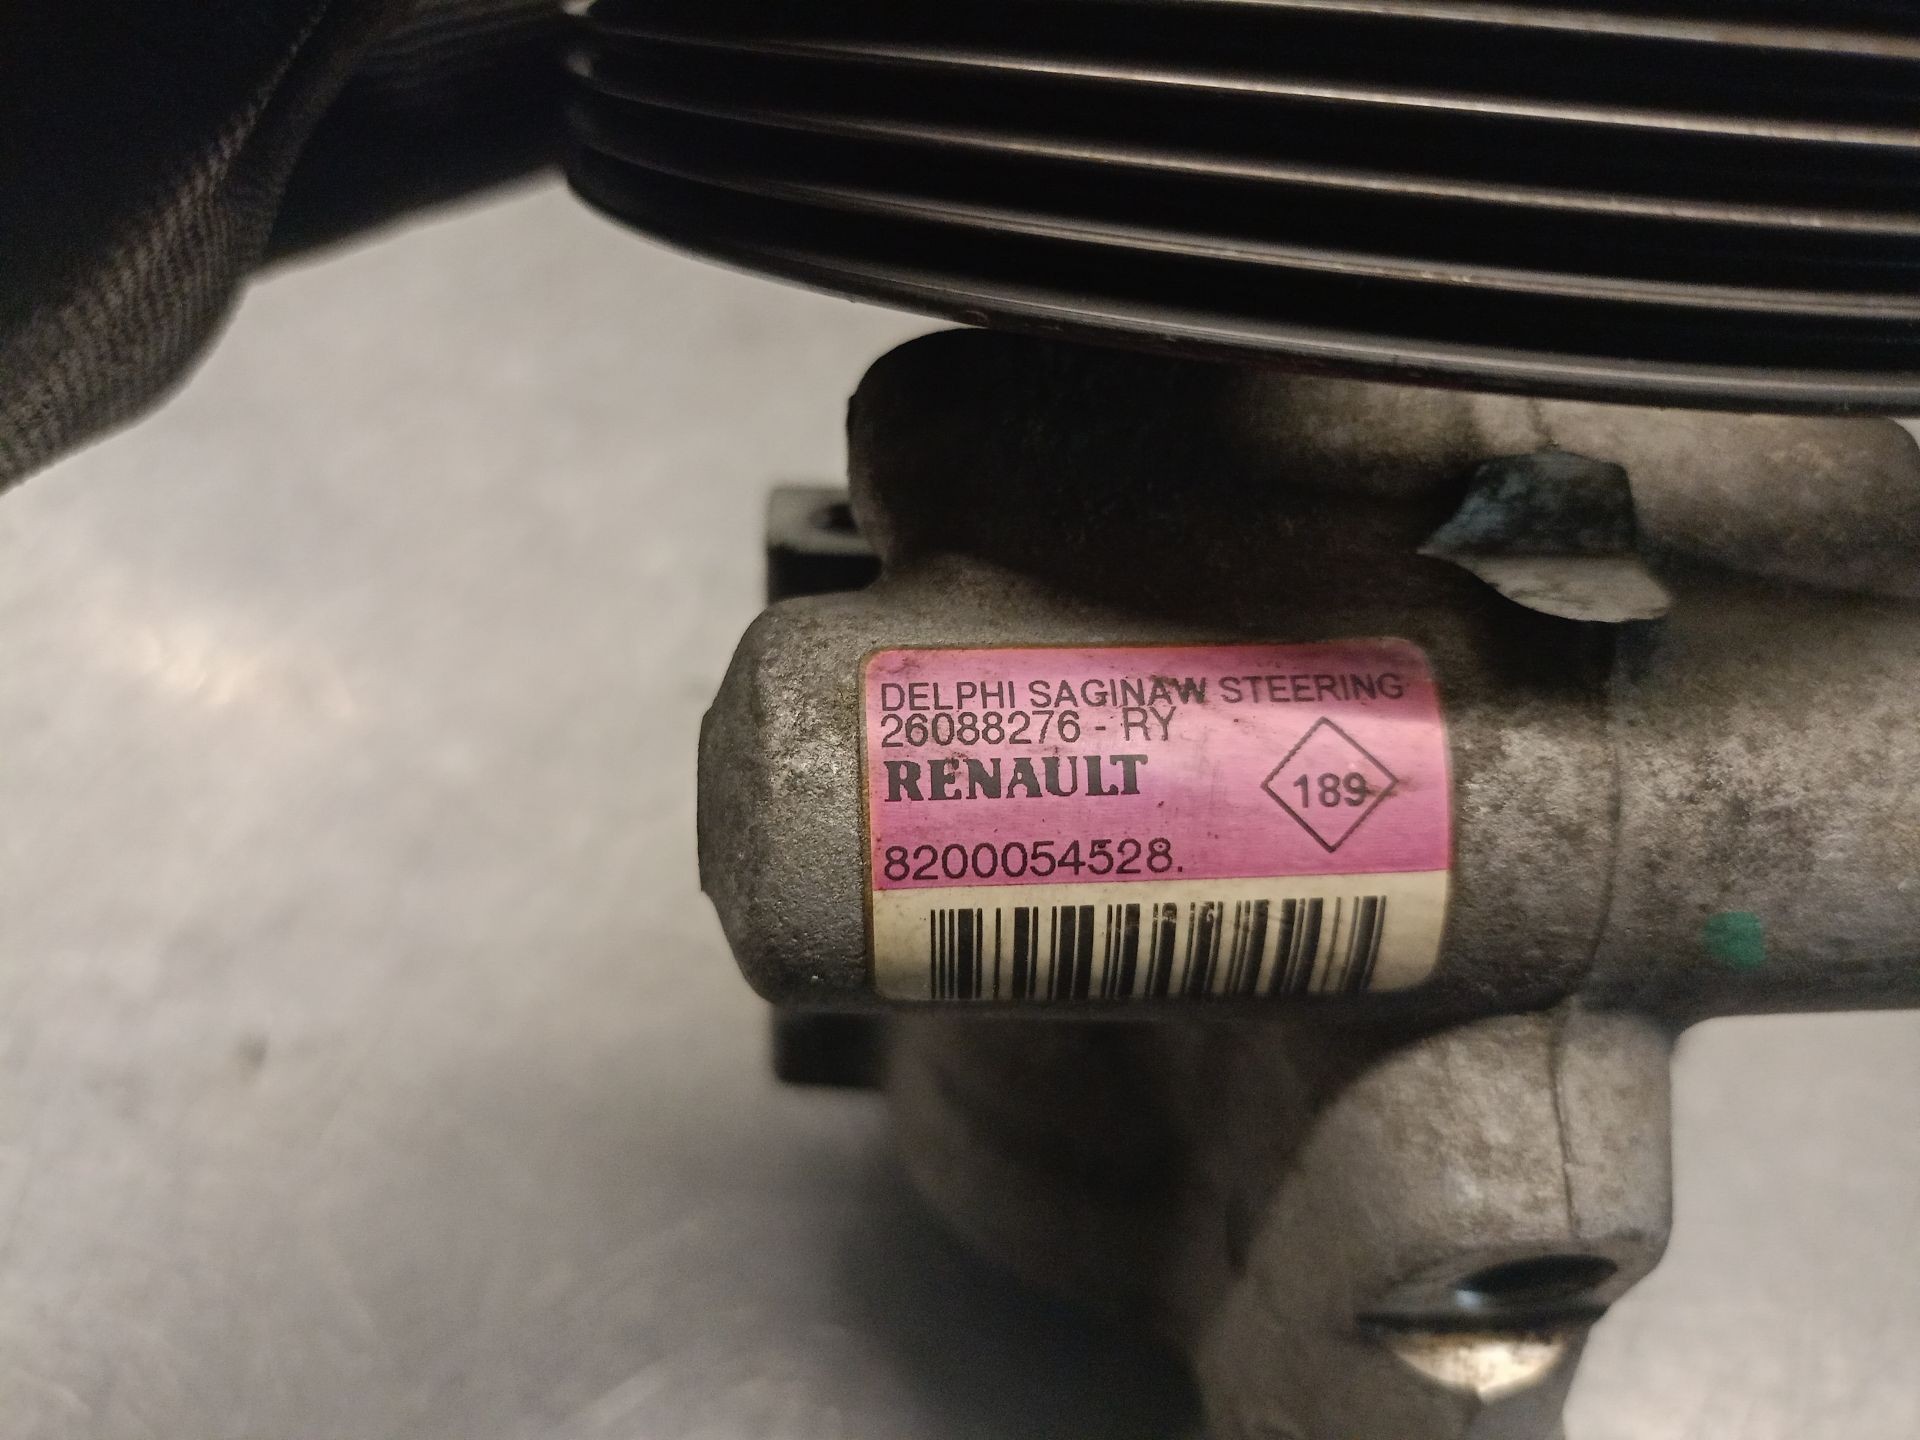 DELPHI SAGINAW STEERING
26088276 - RY
RENAULT
189
8200054528.